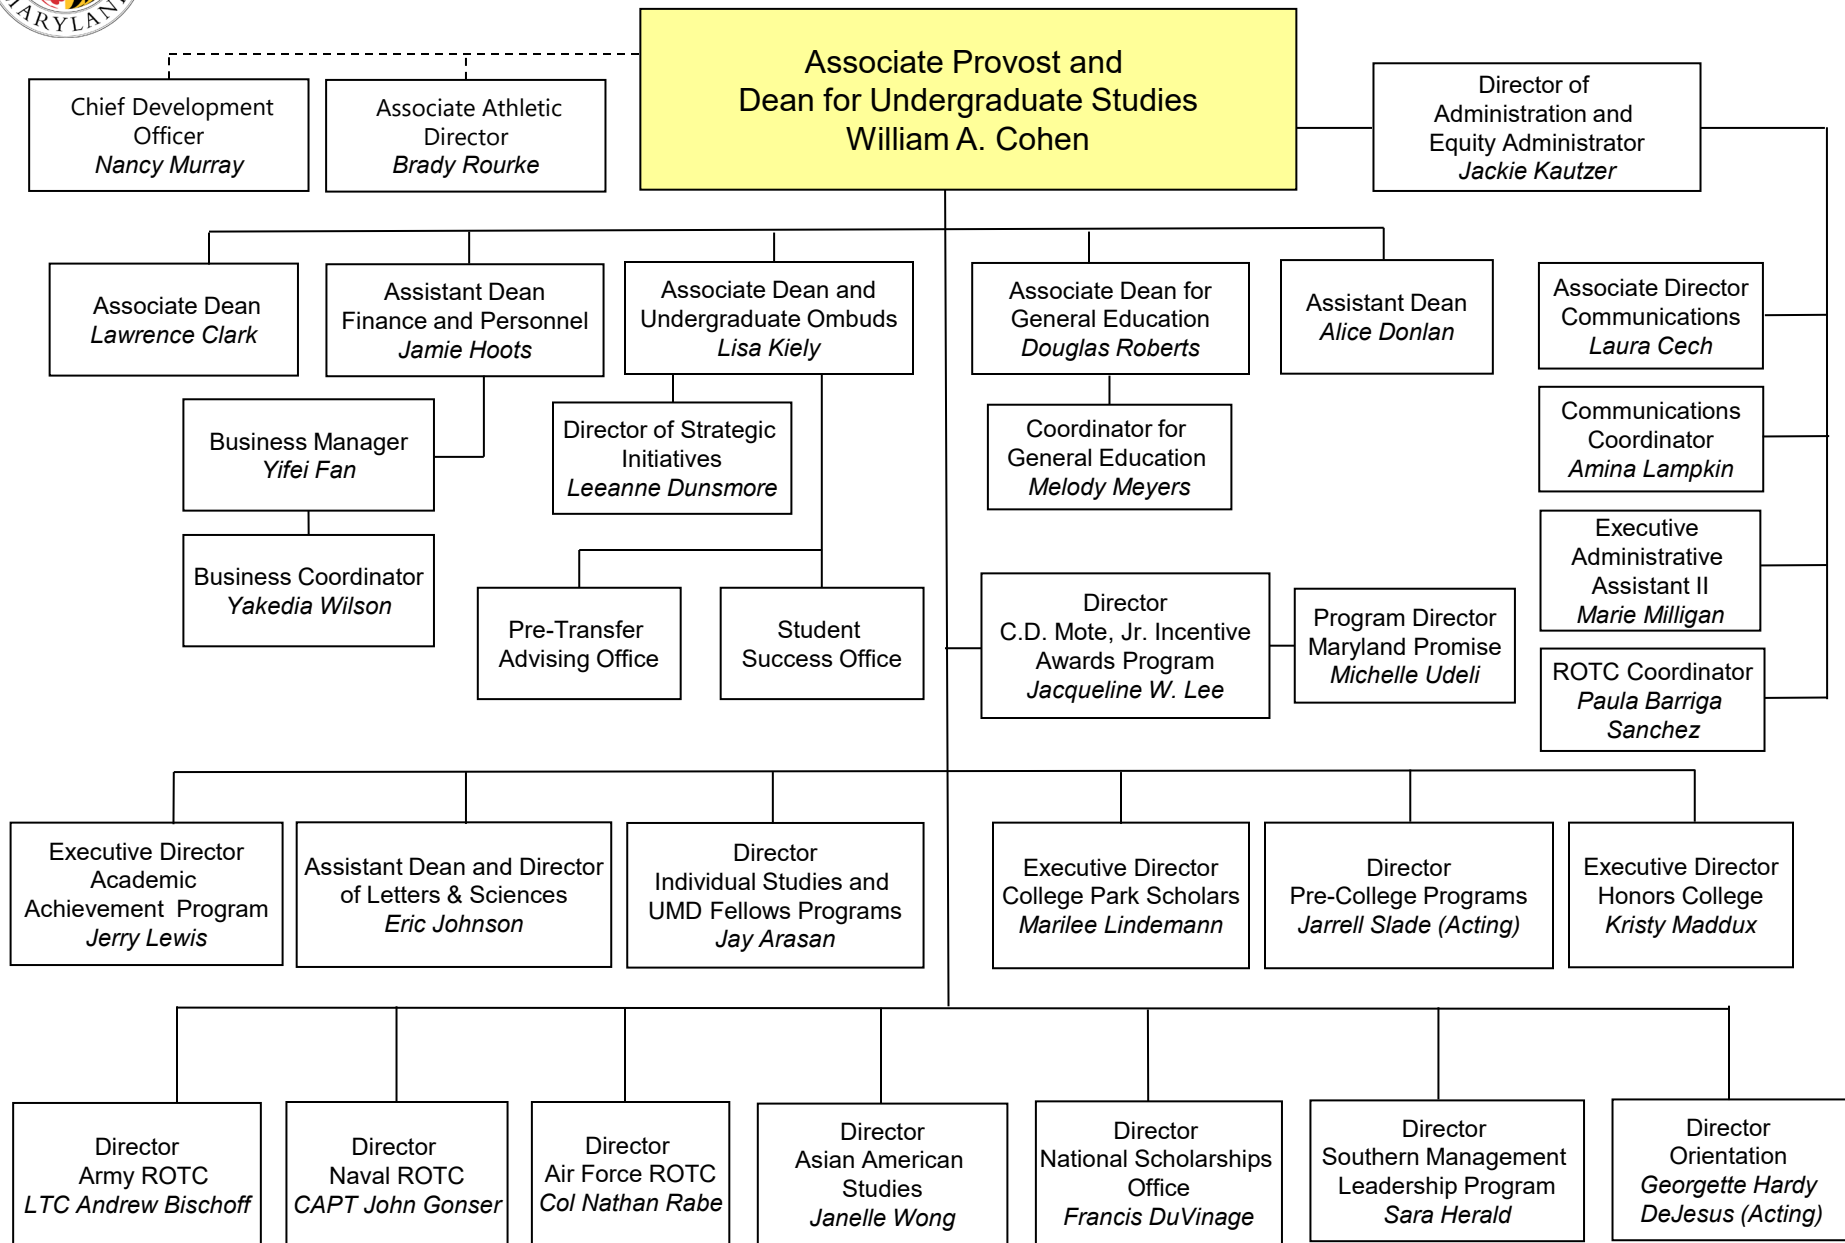 MARYLAND
Associate Provost and
Dean for Undergraduate Studies
William A. Cohen
Chief Development
Officer
Nancy Murray
Associate Athletic
Director
Brady Rourke
Director of
Administration and
Equity Administrator
Jackie Kautzer
Associate Dean
Lawrence Clark
Assistant Dean
Finance and Personnel
Jamie Hoots
Associate Dean and
Undergraduate Ombuds
Lisa Kiely
Associate Dean for
General Education
Douglas Roberts
Assistant Dean
Alice Donlan
Associate Director
Communications
Laura Cech
Business Manager
Yifei Fan
Director of Strategic
Initiatives
Leeanne Dunsmore
Coordinator for
General Education
Melody Meyers
Communications
Coordinator
Amina Lampkin
Business Coordinator
Yakedia Wilson
Executive
Administrative
Assistant II
Marie Milligan
Pre-Transfer
Advising Office
Student
Success Office
Director
C.D. Mote, Jr. Incentive
Awards Program
Jacqueline W. Lee
Program Director
Maryland Promise
Michelle Udeli
ROTC Coordinator
Paula Barriga
Sanchez
Executive Director
Academic
Achievement  Program
Jerry Lewis
Assistant Dean and Director
of Letters & Sciences
Eric Johnson
Director
Individual Studies and
UMD Fellows Programs
Jay Arasan
Executive Director
College Park Scholars
Marilee Lindemann
Director
Pre-College Programs
Jarrell Slade (Acting)
Executive Director
Honors College
Kristy Maddux
Director
Army ROTC
LTC Andrew Bischoff
Director
Naval ROTC
CAPT John Gonser
Director
Air Force ROTC
Col Nathan Rabe
Director
Asian American
Studies
Janelle Wong
Director
National Scholarships
Office
Francis DuVinage
Director
Southern Management
Leadership Program
Sara Herald
Director
Orientation
Georgette Hardy
DeJesus (Acting)